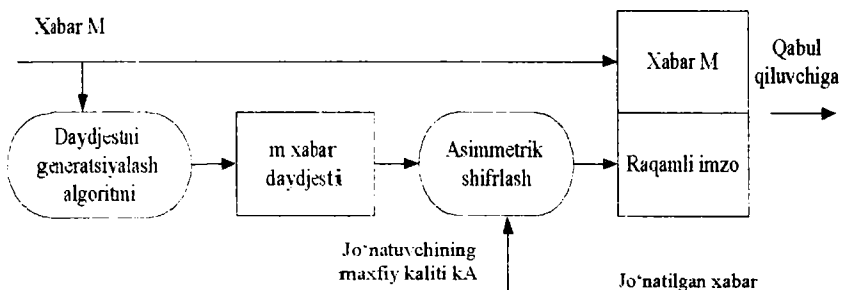 Xabar M
Xabar M
Qabul
qiluvchiga
Daydjestni
generatsiyalash
algoritmi
m xabar
daydjesti
Asimmetrik
shifrlash
Raqamli imzo
Jo‘natuvchining
maxfiy kaliti kA
Jo‘natilgan xabar